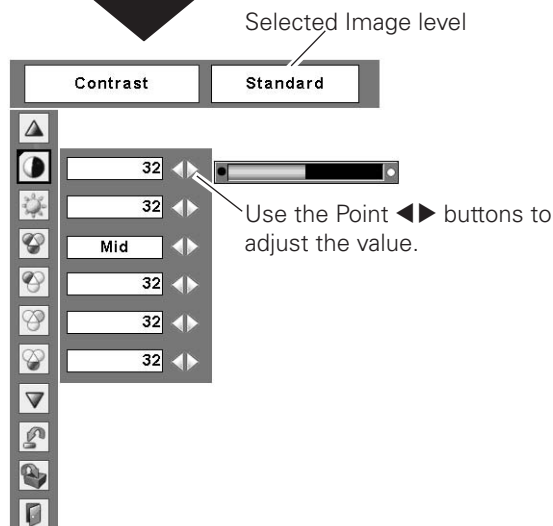 Selected Image level
Contrast Standard
32
32
Use the Point ◀▶ buttons to
adjust the value.
Mid
32
32
32